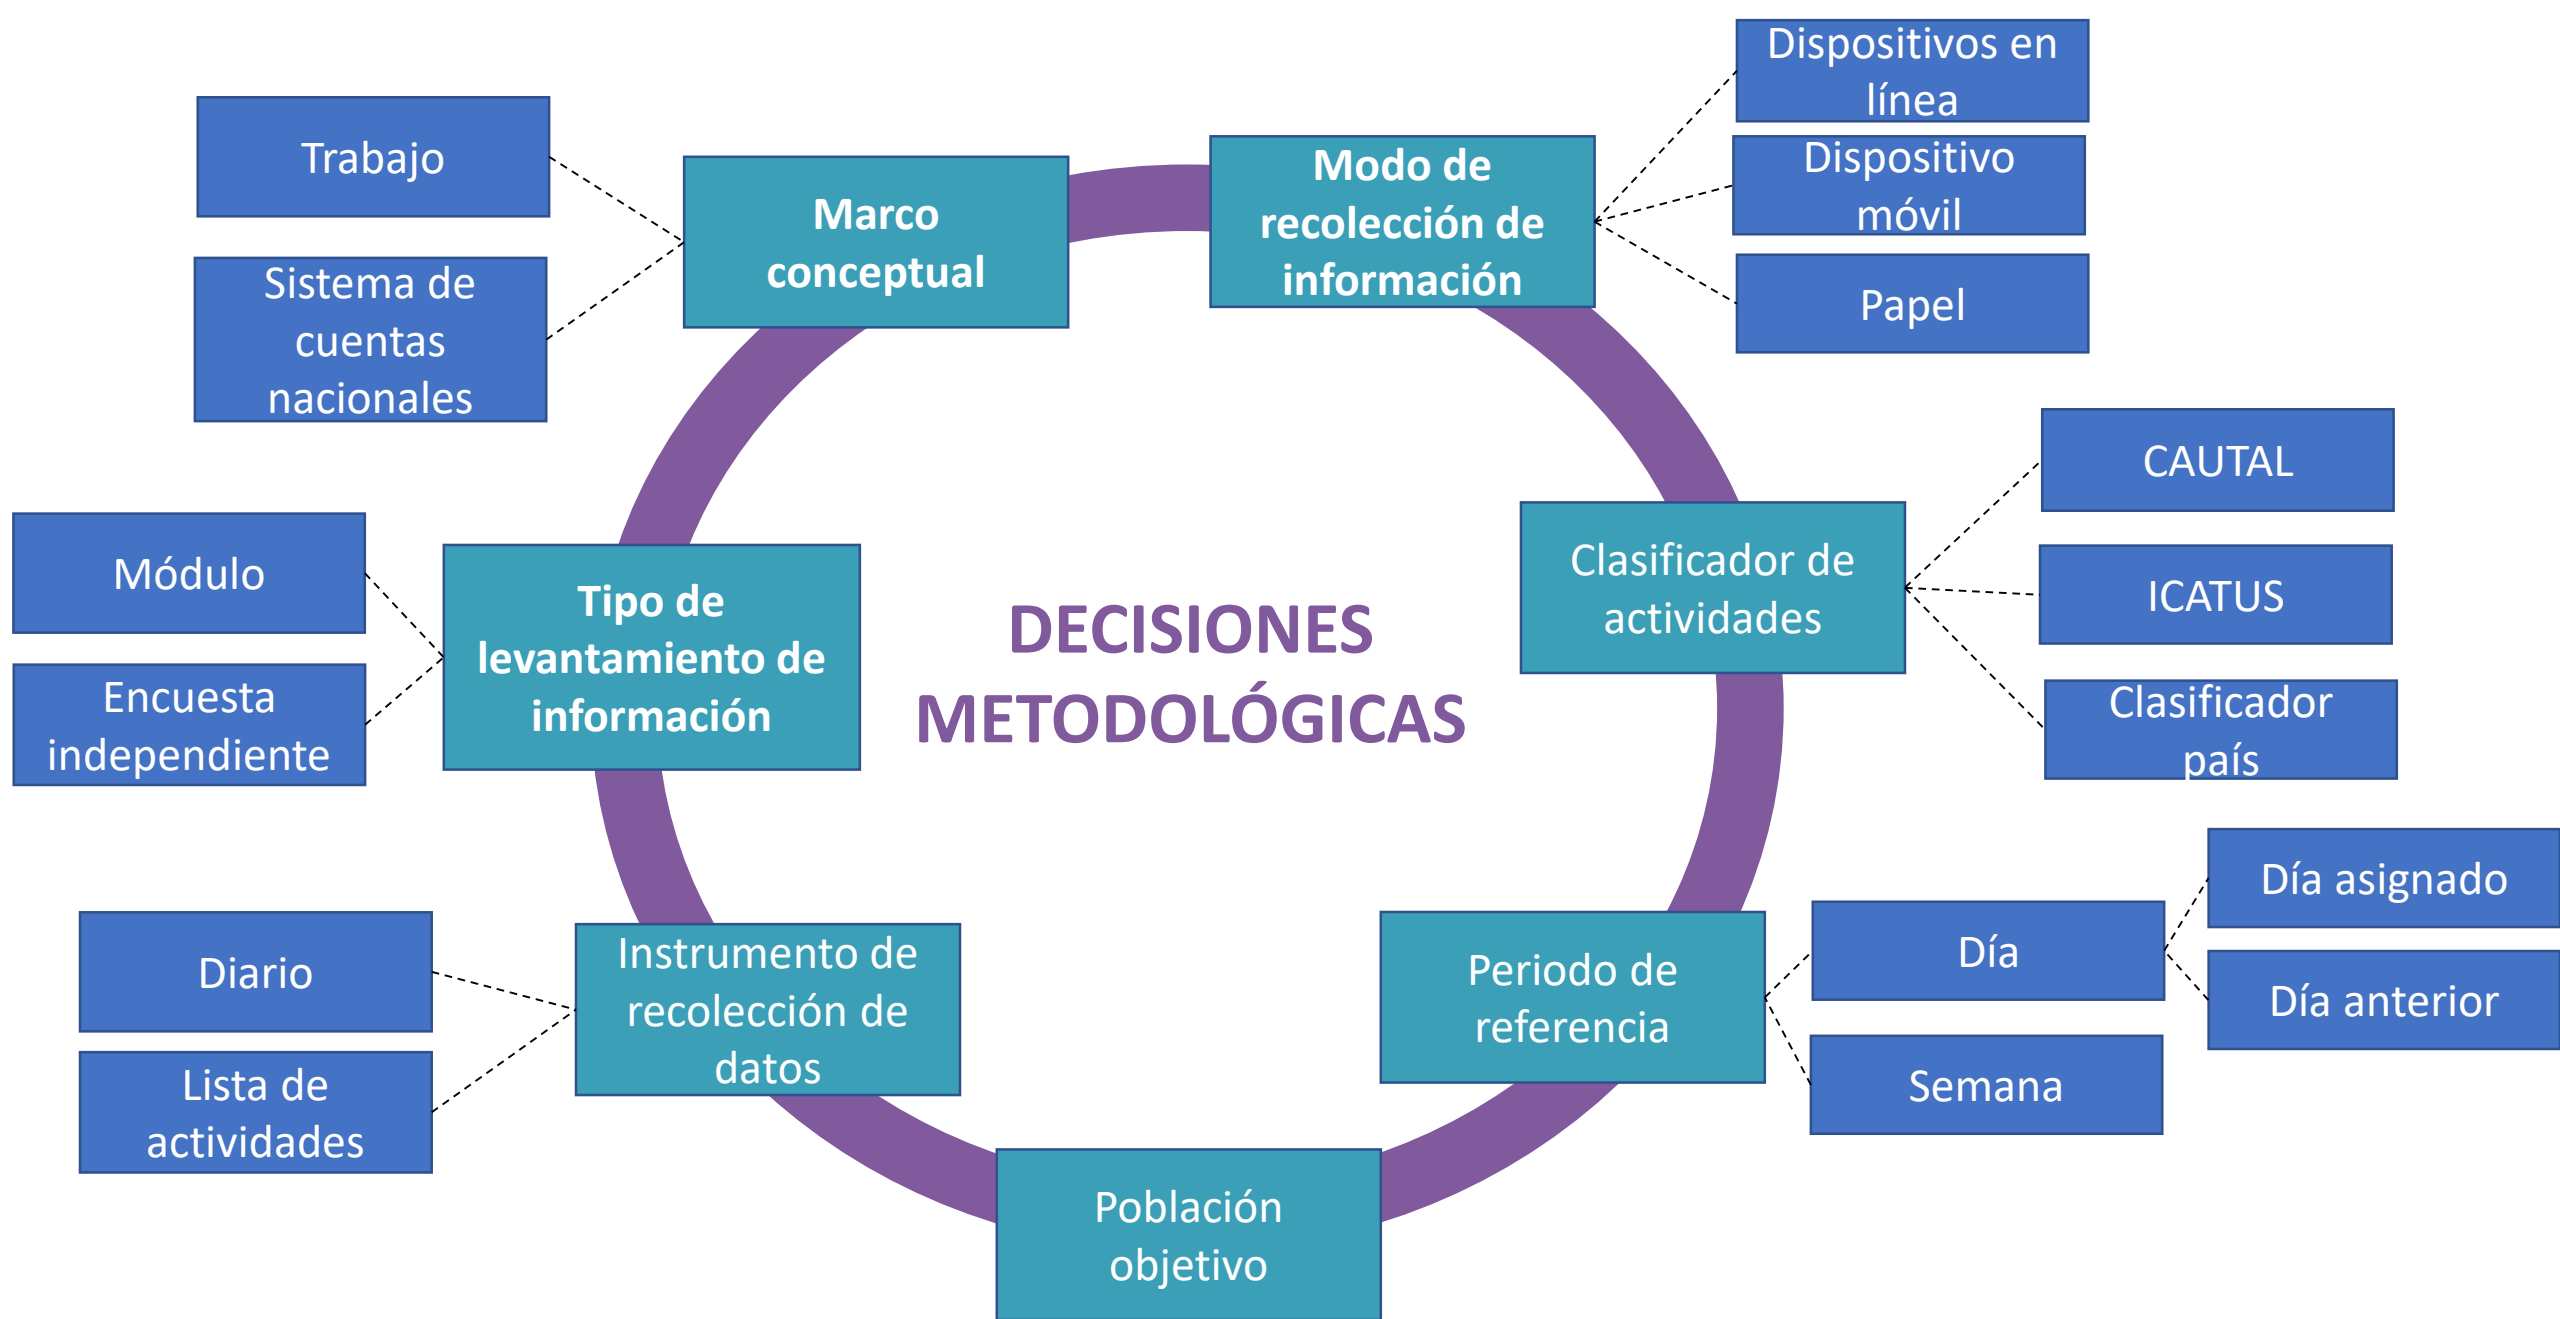 Dispositivos en
línea
Dispositivo
móvil
Papel
Modo de
recolección de
información
Trabajo
Sistema de
cuentas
nacionales
Marco
conceptual
CAUTAL
ICATUS
Clasificador
país
Clasificador de
actividades
Módulo
Encuesta
independiente
Tipo de
levantamiento de
información
DECISIONES
METODOLÓGICAS
Día asignado
Día anterior
Día
Semana
Periodo de
referencia
Diario
Lista de
actividades
Instrumento de
recolección de
datos
Población
objetivo